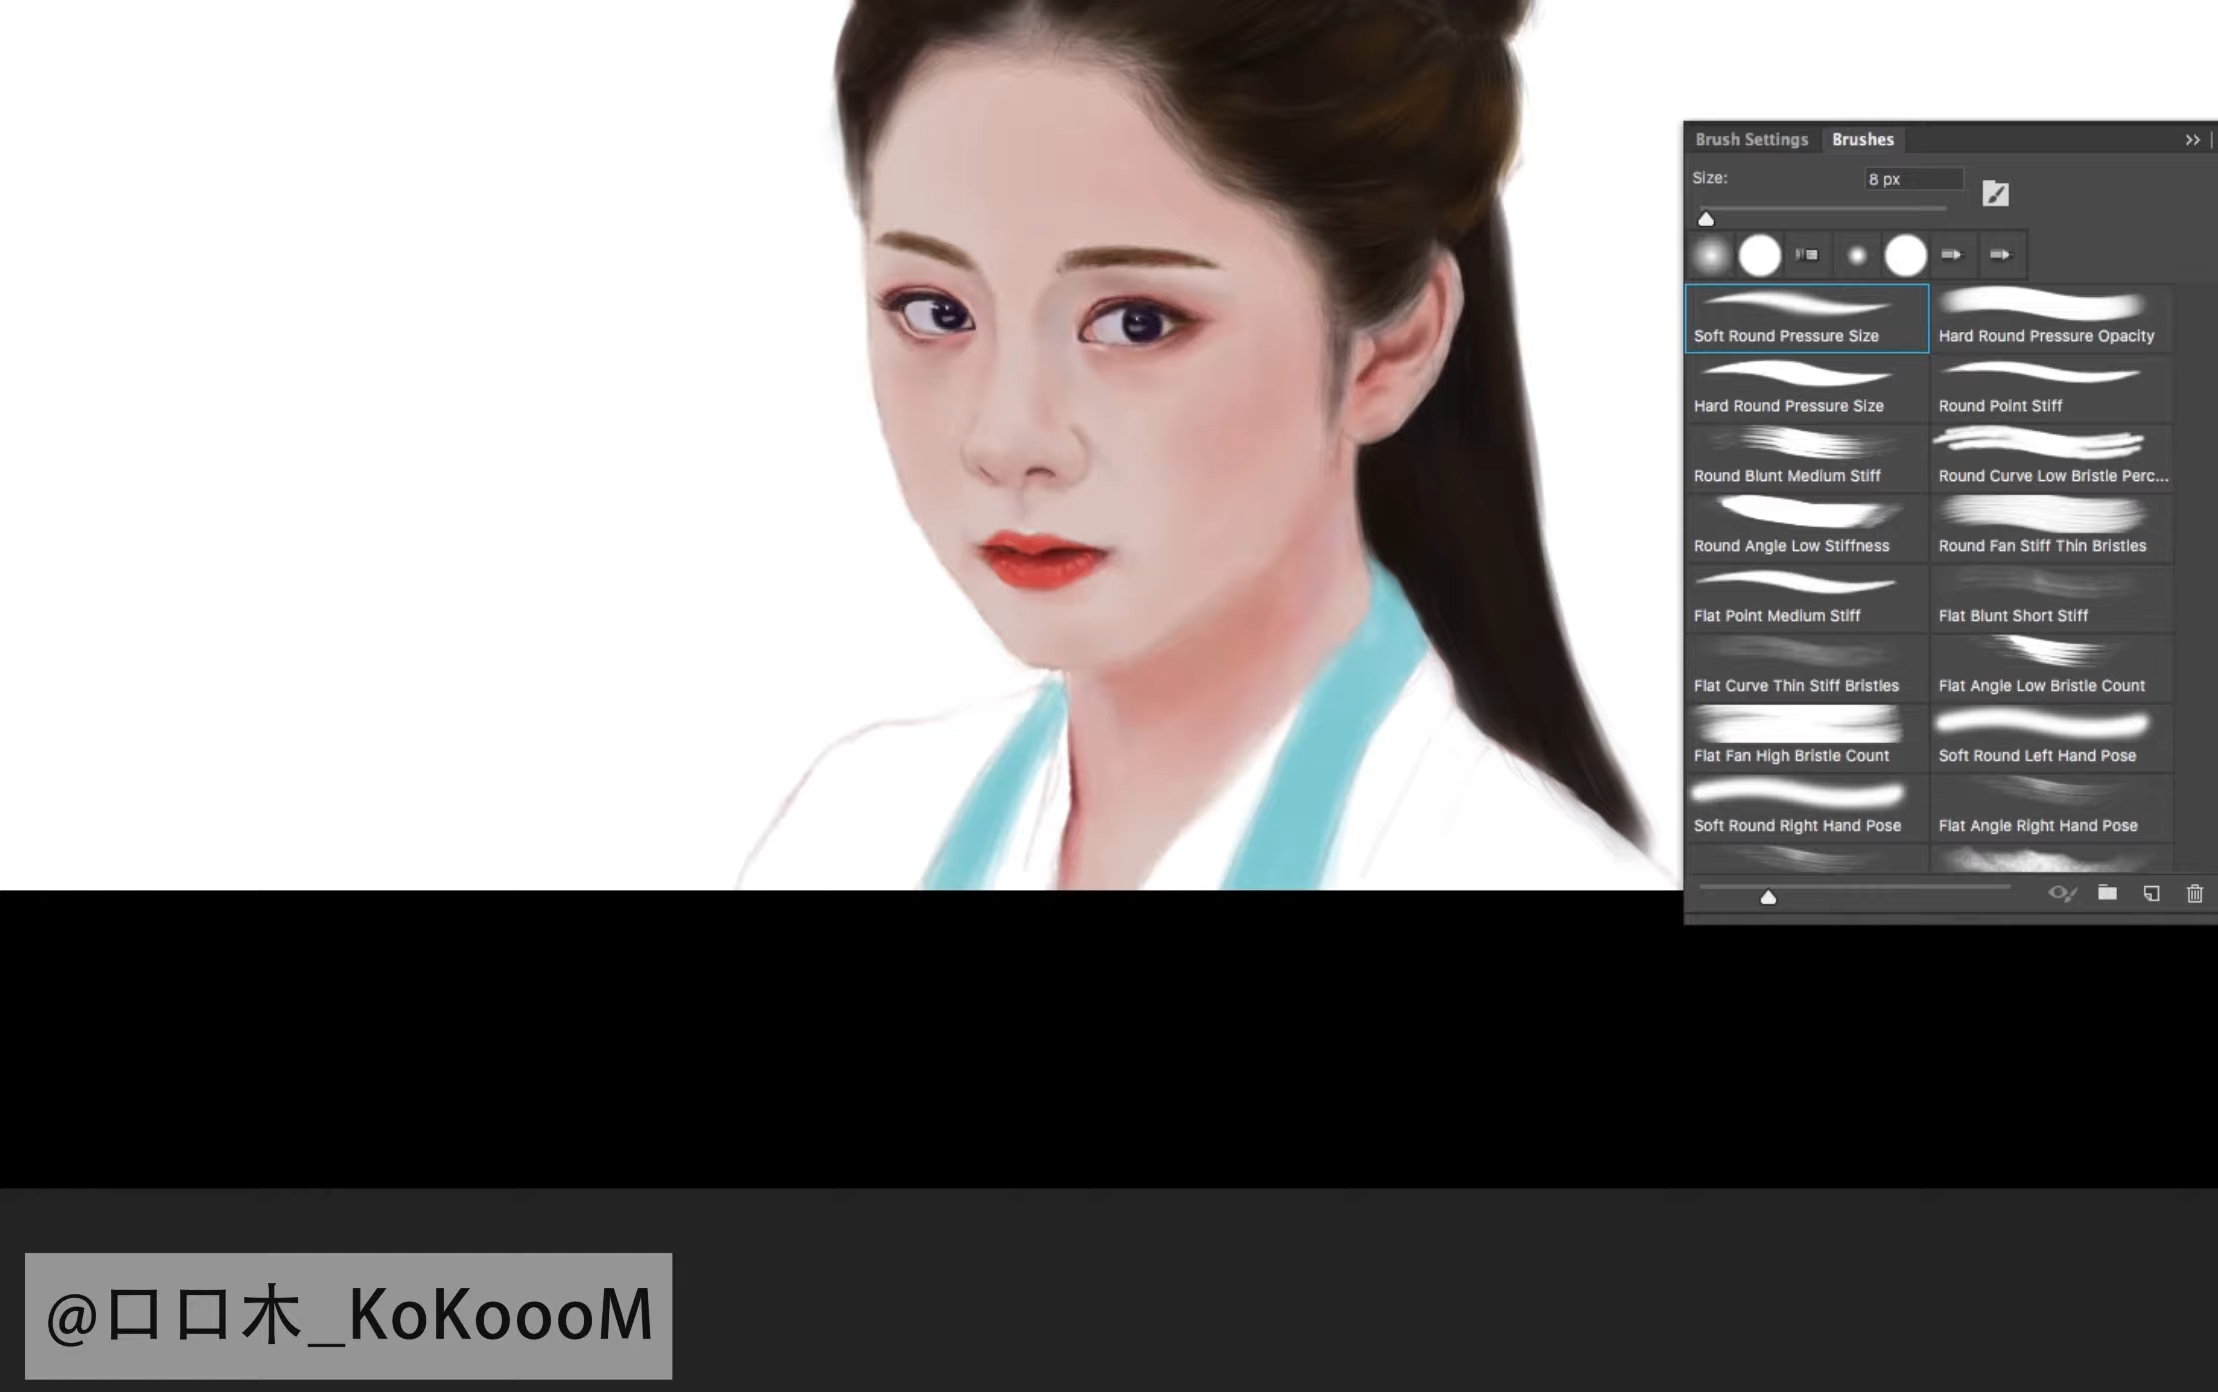 Brush Settings Brushes
Size: 8 px
Soft Round Pressure Size Hard Round Pressure Opacity
Hard Round Pressure Size Round Point Stiff
Round Blunt Medium Stiff Round Curve Low Bristle Perc...
Round Angle Low Stiffness Round Fan Stiff Thin Bristles
Flat Point Medium Stiff Flat Blunt Short Stiff
Flat Curve Thin Stiff Bristles Flat Angle Low Bristle Count
Flat Fan High Bristle Count Soft Round Left Hand Pose
Soft Round Right Hand Pose Flat Angle Right Hand Pose
@口口木_KoKoooM